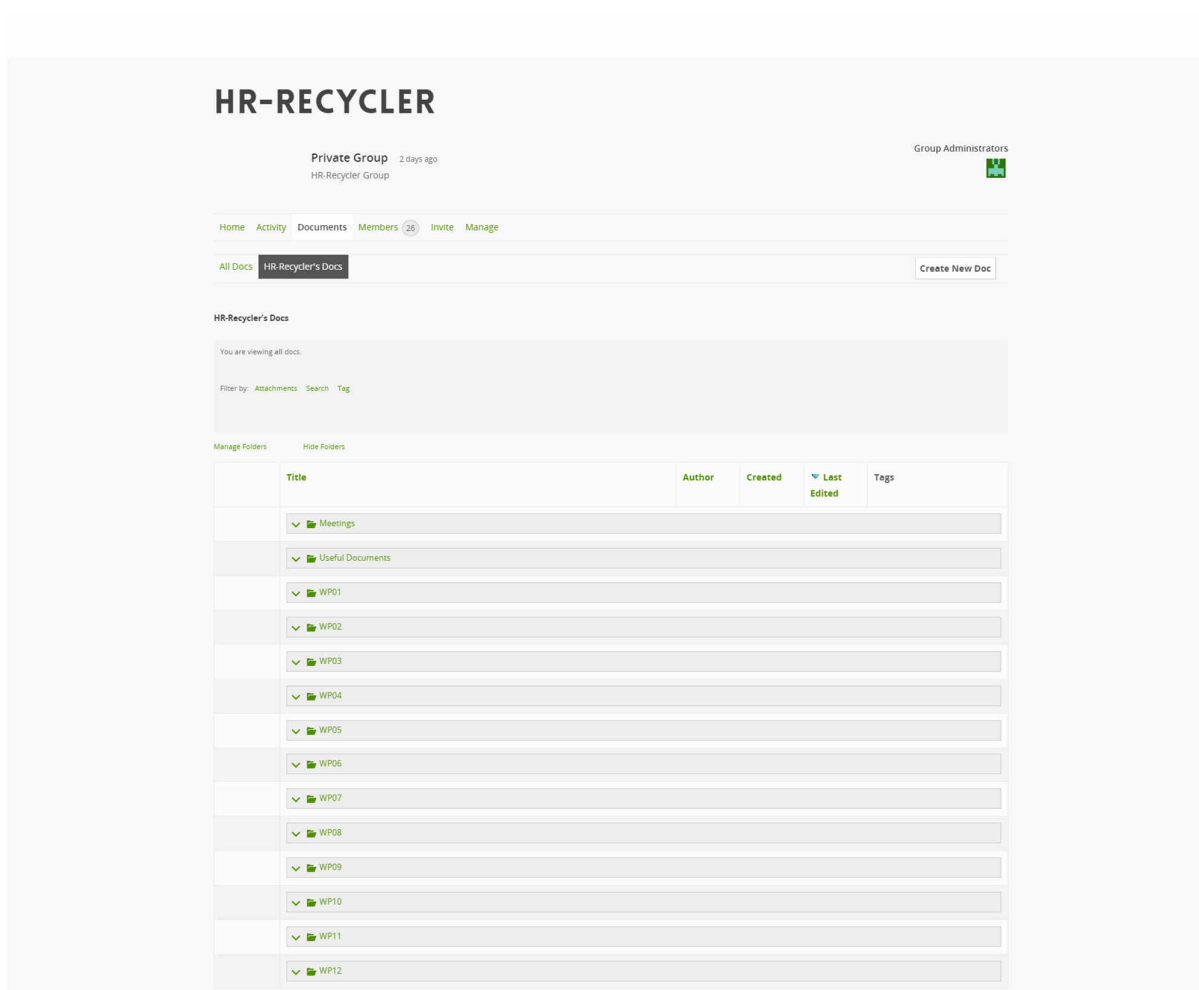 HR-RECYCLER
Private Group 2 days ago
HR-Recycler Group
Group Administrators
Home Activity Documents Members 26 Invite Manage
All Docs HR-Recycler's Docs Create New Doc
HR-Recycler's Docs
You are viewing all docs.
Filter by: Attachments Search Tag
Manage Folders Hide Folders
Title Author Created Last Edited Tags
Meetings
Useful Documents
WP01
WP02
WP03
WP04
WP05
WP06
WP07
WP08
WP09
WP10
WP11
WP12